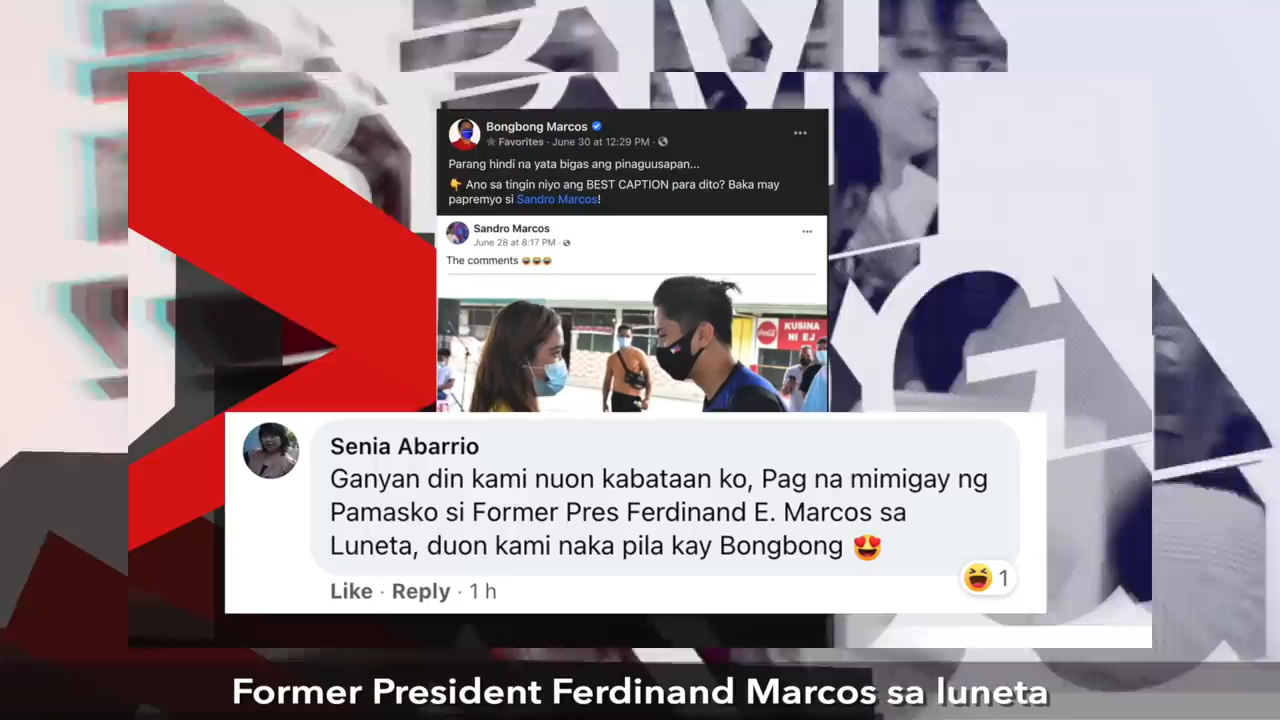 Bongbong Marcos
Favorites · June 30 at 12:29 PM ·
Parang hindi na yata bigas ang pinaguusapan...
👇 Ano sa tingin niyo ang BEST CAPTION para dito? Baka may
papremyo si Sandro Marcos!
Sandro Marcos
June 28 at 8:17 PM ·
The comments 😂😂😂
Coca-Cola
KUSINA
NI EJ
Senia Abarrio
Ganyan din kami nuon kabataan ko, Pag na mimigay ng
Pamasko si Former Pres Ferdinand E. Marcos sa
Luneta, duon kami naka pila kay Bongbong 😍
😆 1
Like · Reply · 1 h
Former President Ferdinand Marcos sa luneta